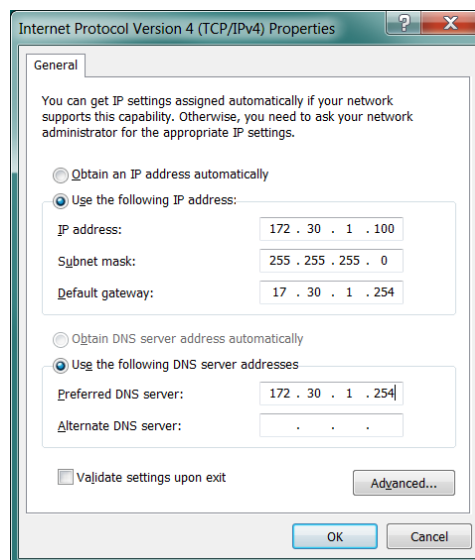 Internet Protocol Version 4 (TCP/IPv4) Properties
?
X
General
You can get IP settings assigned automatically if your network
supports this capability. Otherwise, you need to ask your network
administrator for the appropriate IP settings.
Obtain an IP address automatically
Use the following IP address:
IP address: 172 . 30 . 1 . 100
Subnet mask: 255 . 255 . 255 . 0
Default gateway: 17 . 30 . 1 . 254
Obtain DNS server address automatically
Use the following DNS server addresses
Preferred DNS server: 172 . 30 . 1 . 254
Alternate DNS server: . . .
Validate settings upon exit
Advanced...
OK Cancel